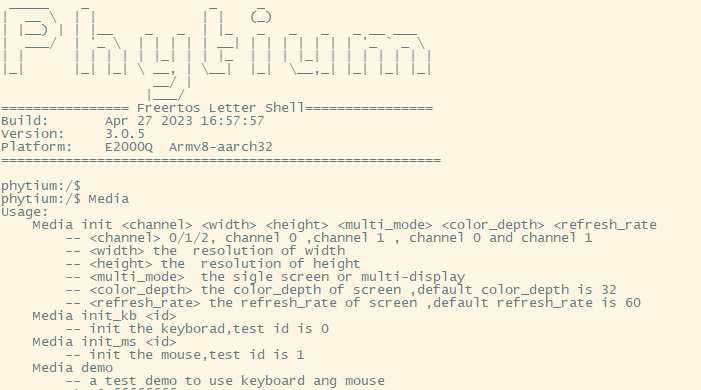 Phytium
================ Freertos Letter Shell================
Build:       Apr 27 2023 16:57:57
Version:     3.0.5
Platform:    E2000Q  Armv8-aarch32
=======================================================
phytium:/$
phytium:/$ Media
Usage:
    Media init <channel> <width> <height> <multi_mode> <color_depth> <refresh_rate
        -- <channel> 0/1/2, channel 0 ,channel 1 , channel 0 and channel 1
        -- <width> the  resolution of width
        -- <height> the  resolution of height
        -- <multi_mode>  the sigle screen or multi-display
        -- <color_depth> the color_depth of screen ,default color_depth is 32
        -- <refresh_rate> the refresh_rate of screen ,default refresh_rate is 60
    Media init_kb <id>
        -- init the keyborad,test id is 0
    Media init_ms <id>
        -- init the mouse,test id is 1
    Media demo
        -- a test demo to use keyboard ang mouse